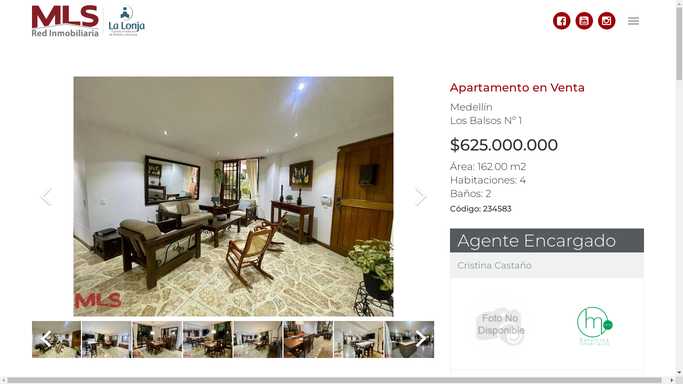 MLS
Red Inmobiliaria
La Lonja
Apartamento en Venta
Medellín
Los Balsos N° 1
$625.000.000
Área: 162.00 m2
Habitaciones: 4
Baños: 2
Código: 234583
Agente Encargado
Cristina Castaño
Foto No
Disponible
hm
MLS